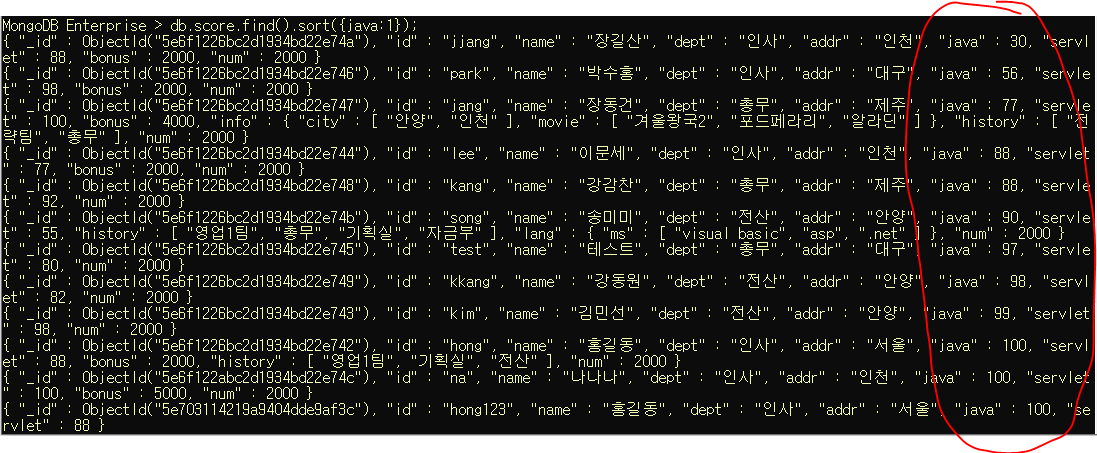 MongoDB Enterprise > db.score.find().sort({java:1});
{ "_id" : ObjectId("5e6f1226bc2d1934bd22e74a"), "id" : "jjang", "name" : "장길산", "dept" : "인사", "addr" : "인천", "java" : 30, "servl
et" : 88, "bonus" : 2000, "num" : 2000 }
{ "_id" : ObjectId("5e6f1226bc2d1934bd22e746"), "id" : "park", "name" : "박수홍", "dept" : "인사", "addr" : "대구", "java" : 56, "servle
t" : 98, "bonus" : 2000, "num" : 2000 }
{ "_id" : ObjectId("5e6f1226bc2d1934bd22e747"), "id" : "jang", "name" : "장동건", "dept" : "총무", "addr" : "제주", "java" : 77, "servle
t" : 100, "bonus" : 4000, "info" : { "city" : [ "안양", "인천" ], "movie" : [ "겨울왕국2", "포드페라리", "알라딘" ] }, "history" : [ "전
략팀", "총무" ], "num" : 2000 }
{ "_id" : ObjectId("5e6f1226bc2d1934bd22e744"), "id" : "lee", "name" : "이문세", "dept" : "인사", "addr" : "인천", "java" : 88, "servlet
" : 77, "bonus" : 2000, "num" : 2000 }
{ "_id" : ObjectId("5e6f1226bc2d1934bd22e748"), "id" : "kang", "name" : "강감찬", "dept" : "총무", "addr" : "제주", "java" : 88, "servle
t" : 92, "num" : 2000 }
{ "_id" : ObjectId("5e6f1226bc2d1934bd22e74b"), "id" : "song", "name" : "송미미", "dept" : "전산", "addr" : "안양", "java" : 90, "servle
t" : 55, "history" : [ "영업1팀", "총무", "기획실", "자금부" ], "lang" : { "ms" : [ "visual basic", "asp", ".net" ] }, "num" : 2000 }
{ "_id" : ObjectId("5e6f1226bc2d1934bd22e745"), "id" : "test", "name" : "테스트", "dept" : "총무", "addr" : "대구", "java" : 97, "servle
t" : 80, "num" : 2000 }
{ "_id" : ObjectId("5e6f1226bc2d1934bd22e749"), "id" : "kkang", "name" : "강동원", "dept" : "전산", "addr" : "안양", "java" : 98, "servl
et" : 82, "num" : 2000 }
{ "_id" : ObjectId("5e6f1226bc2d1934bd22e743"), "id" : "kim", "name" : "김민선", "dept" : "전산", "addr" : "안양", "java" : 99, "servlet
" : 98, "num" : 2000 }
{ "_id" : ObjectId("5e6f1226bc2d1934bd22e742"), "id" : "hong", "name" : "홍길동", "dept" : "인사", "addr" : "서울", "java" : 100, "servl
et" : 88, "bonus" : 2000, "history" : [ "영업1팀", "기획실", "전산" ], "num" : 2000 }
{ "_id" : ObjectId("5e6f122abc2d1934bd22e74c"), "id" : "na", "name" : "나나나", "dept" : "인사", "addr" : "인천", "java" : 100, "servlet
" : 100, "bonus" : 5000, "num" : 2000 }
{ "_id" : ObjectId("5e703114219a9404dde9af3c"), "id" : "hong123", "name" : "홍길동", "dept" : "인사", "addr" : "서울", "java" : 100, "se
rvlet" : 88 }